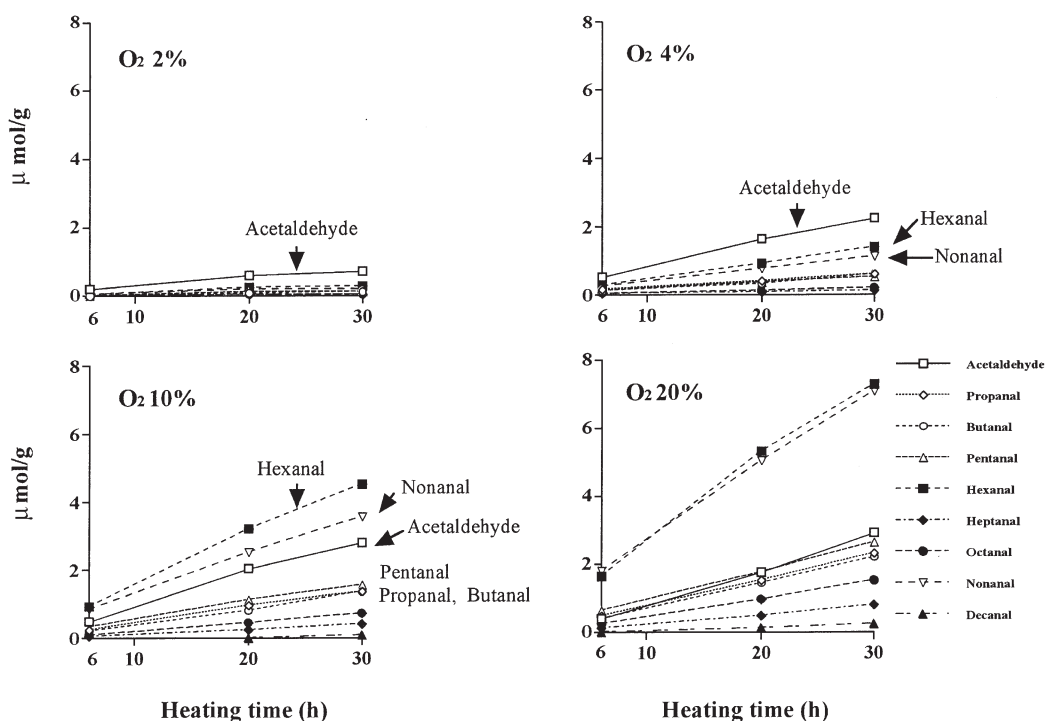 O2 2%
8
6
4
2
0
μ mol/g
Acetaldehyde
6 10 20 30
O2 4%
8
6
4
2
0
Acetaldehyde
Hexanal
Nonanal
6 10 20 30
O2 10%
8
6
4
2
0
μ mol/g
Hexanal
Nonanal
Acetaldehyde
Pentanal
Propanal, Butanal
6 10 20 30
Heating time (h)
O2 20%
8
6
4
2
0
6 10 20 30
Heating time (h)
Acetaldehyde
Propanal
Butanal
Pentanal
Hexanal
Heptanal
Octanal
Nonanal
Decanal